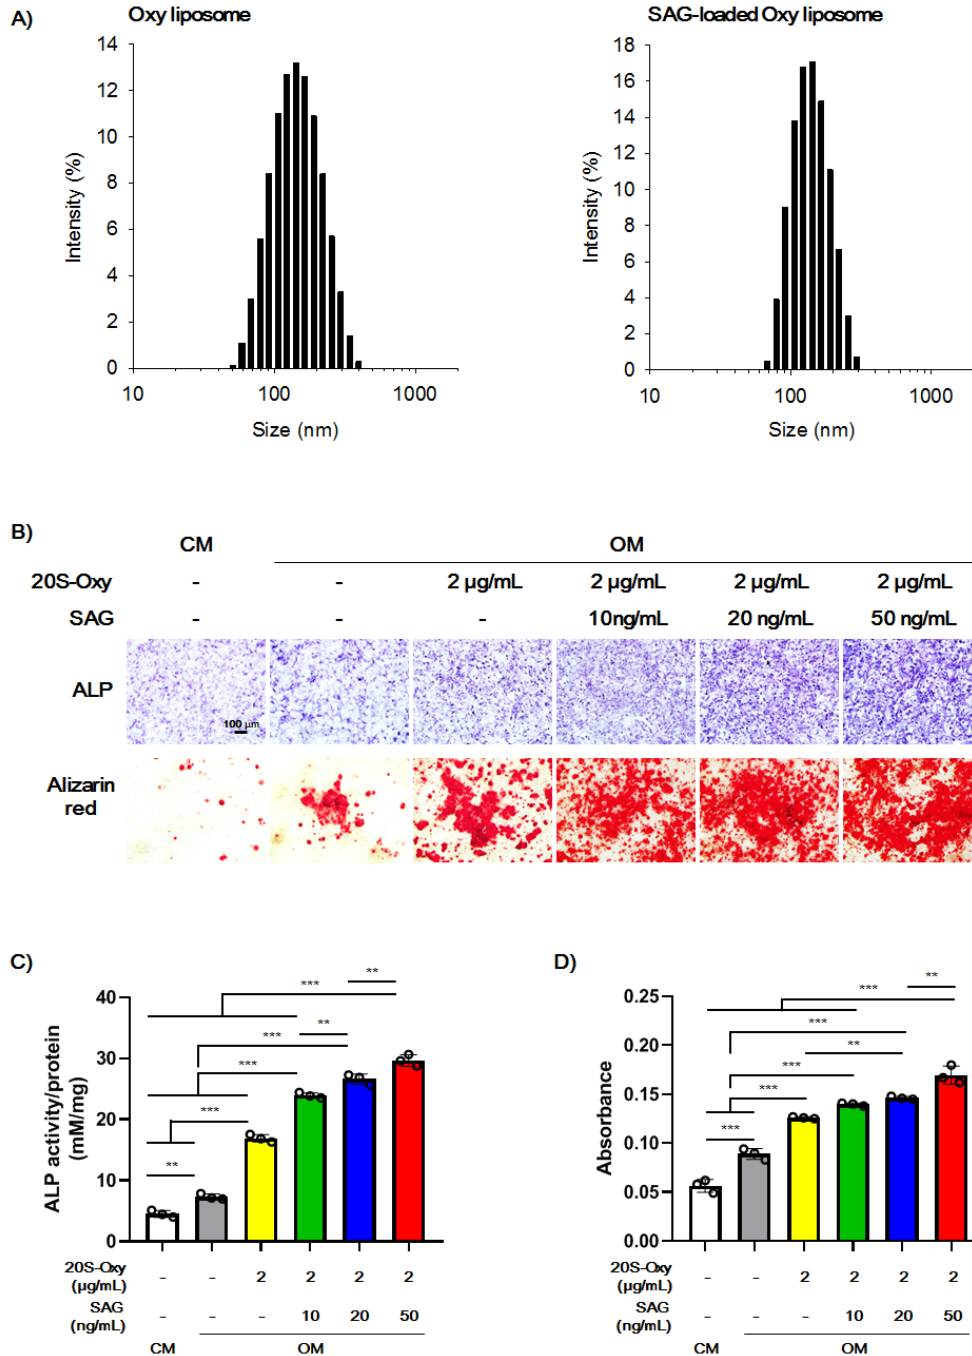 A)
Oxy liposome
SAG-loaded Oxy liposome
14
12
10
8
6
4
2
0
Intensity (%)
10 100 1000
Size (nm)
18
16
14
12
10
8
6
4
2
0
Intensity (%)
10 100 1000
Size (nm)
B)
CM OM
20S-Oxy - - 2 µg/mL 2 µg/mL 2 µg/mL 2 µg/mL
SAG - - - 10ng/mL 20 ng/mL 50 ng/mL
ALP
100 µm
Alizarin
red
C)
ALP activity/protein
(mM/mg)
40
30
20
10
0
**
***
**
***
***
***
**
20S-Oxy
(µg/mL) - - 2 2 2 2
SAG
(ng/mL) - - - 10 20 50
CM OM
D)
Absorbance
0.25
0.20
0.15
0.10
0.05
0.00
**
***
***
**
***
***
***
20S-Oxy
(µg/mL) - - 2 2 2 2
SAG
(ng/mL) - - - 10 20 50
CM OM